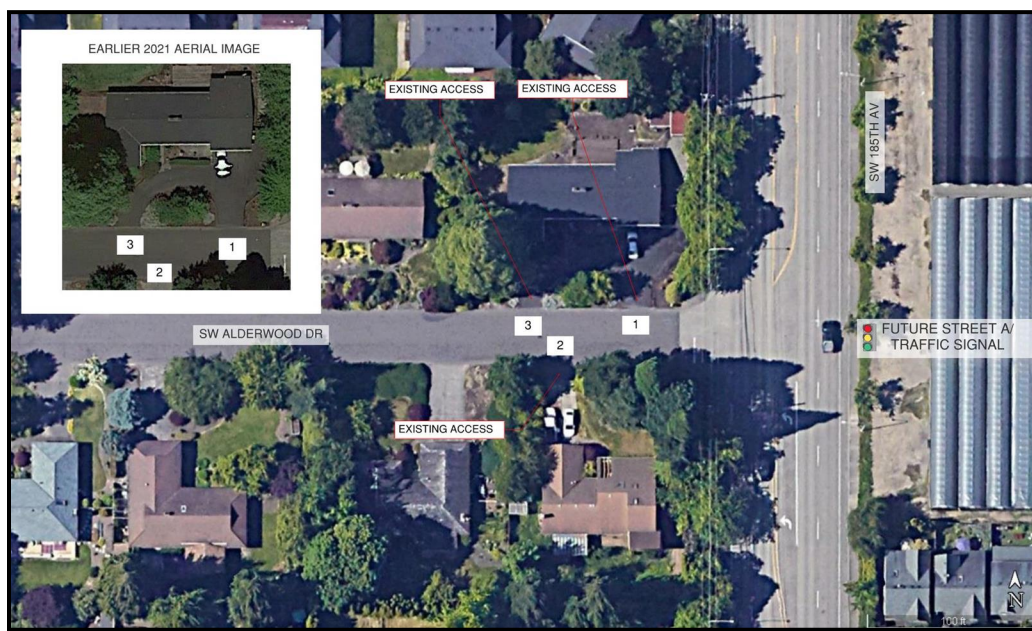 EARLIER 2021 AERIAL IMAGE
3
2
1
EXISTING ACCESS
EXISTING ACCESS
SW 185TH AV
SW ALDERWOOD DR
3
2
1
FUTURE STREET A/
TRAFFIC SIGNAL
EXISTING ACCESS
N
100 ft